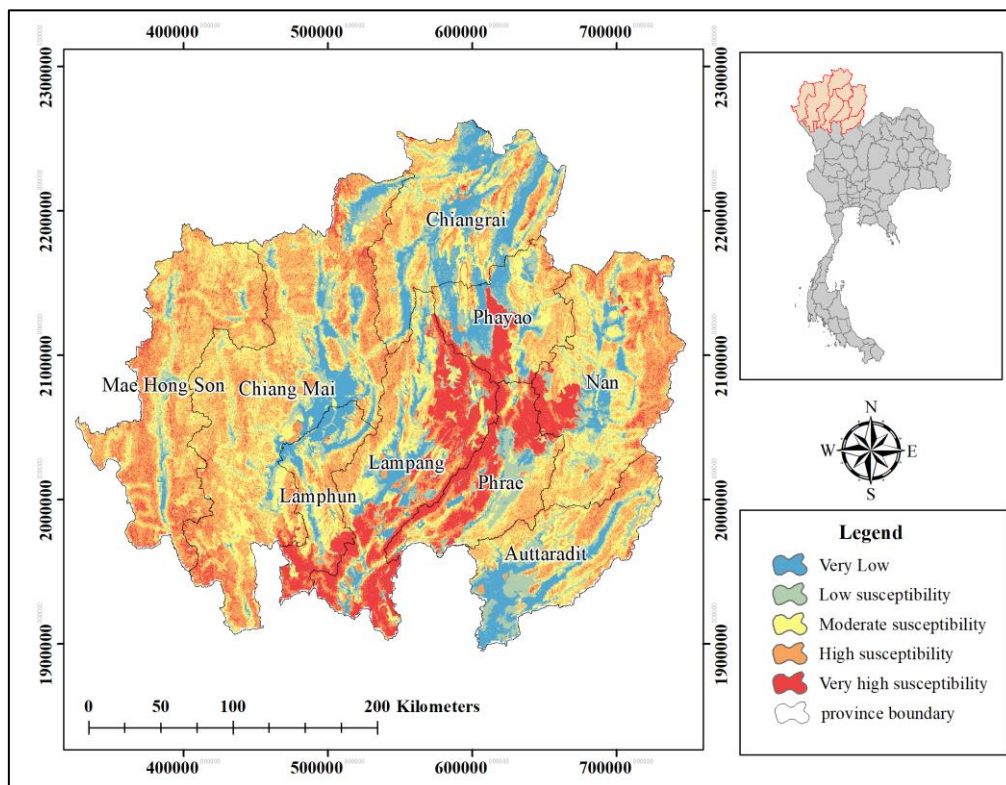 400000 500000 600000 700000
2300000
2200000
2100000
2000000
1900000
2300000
2200000
2100000
2000000
1900000
Chiangrai
Phayao
Mae Hong Son
Chiang Mai
Nan
Lampang
Lamphun
Phrae
Auttaradit
0 50 100 200 Kilometers
400000 500000 600000 700000
N
W E
S
Legend
Very Low
Low susceptibility
Moderate susceptibility
High susceptibility
Very high susceptibility
province boundary